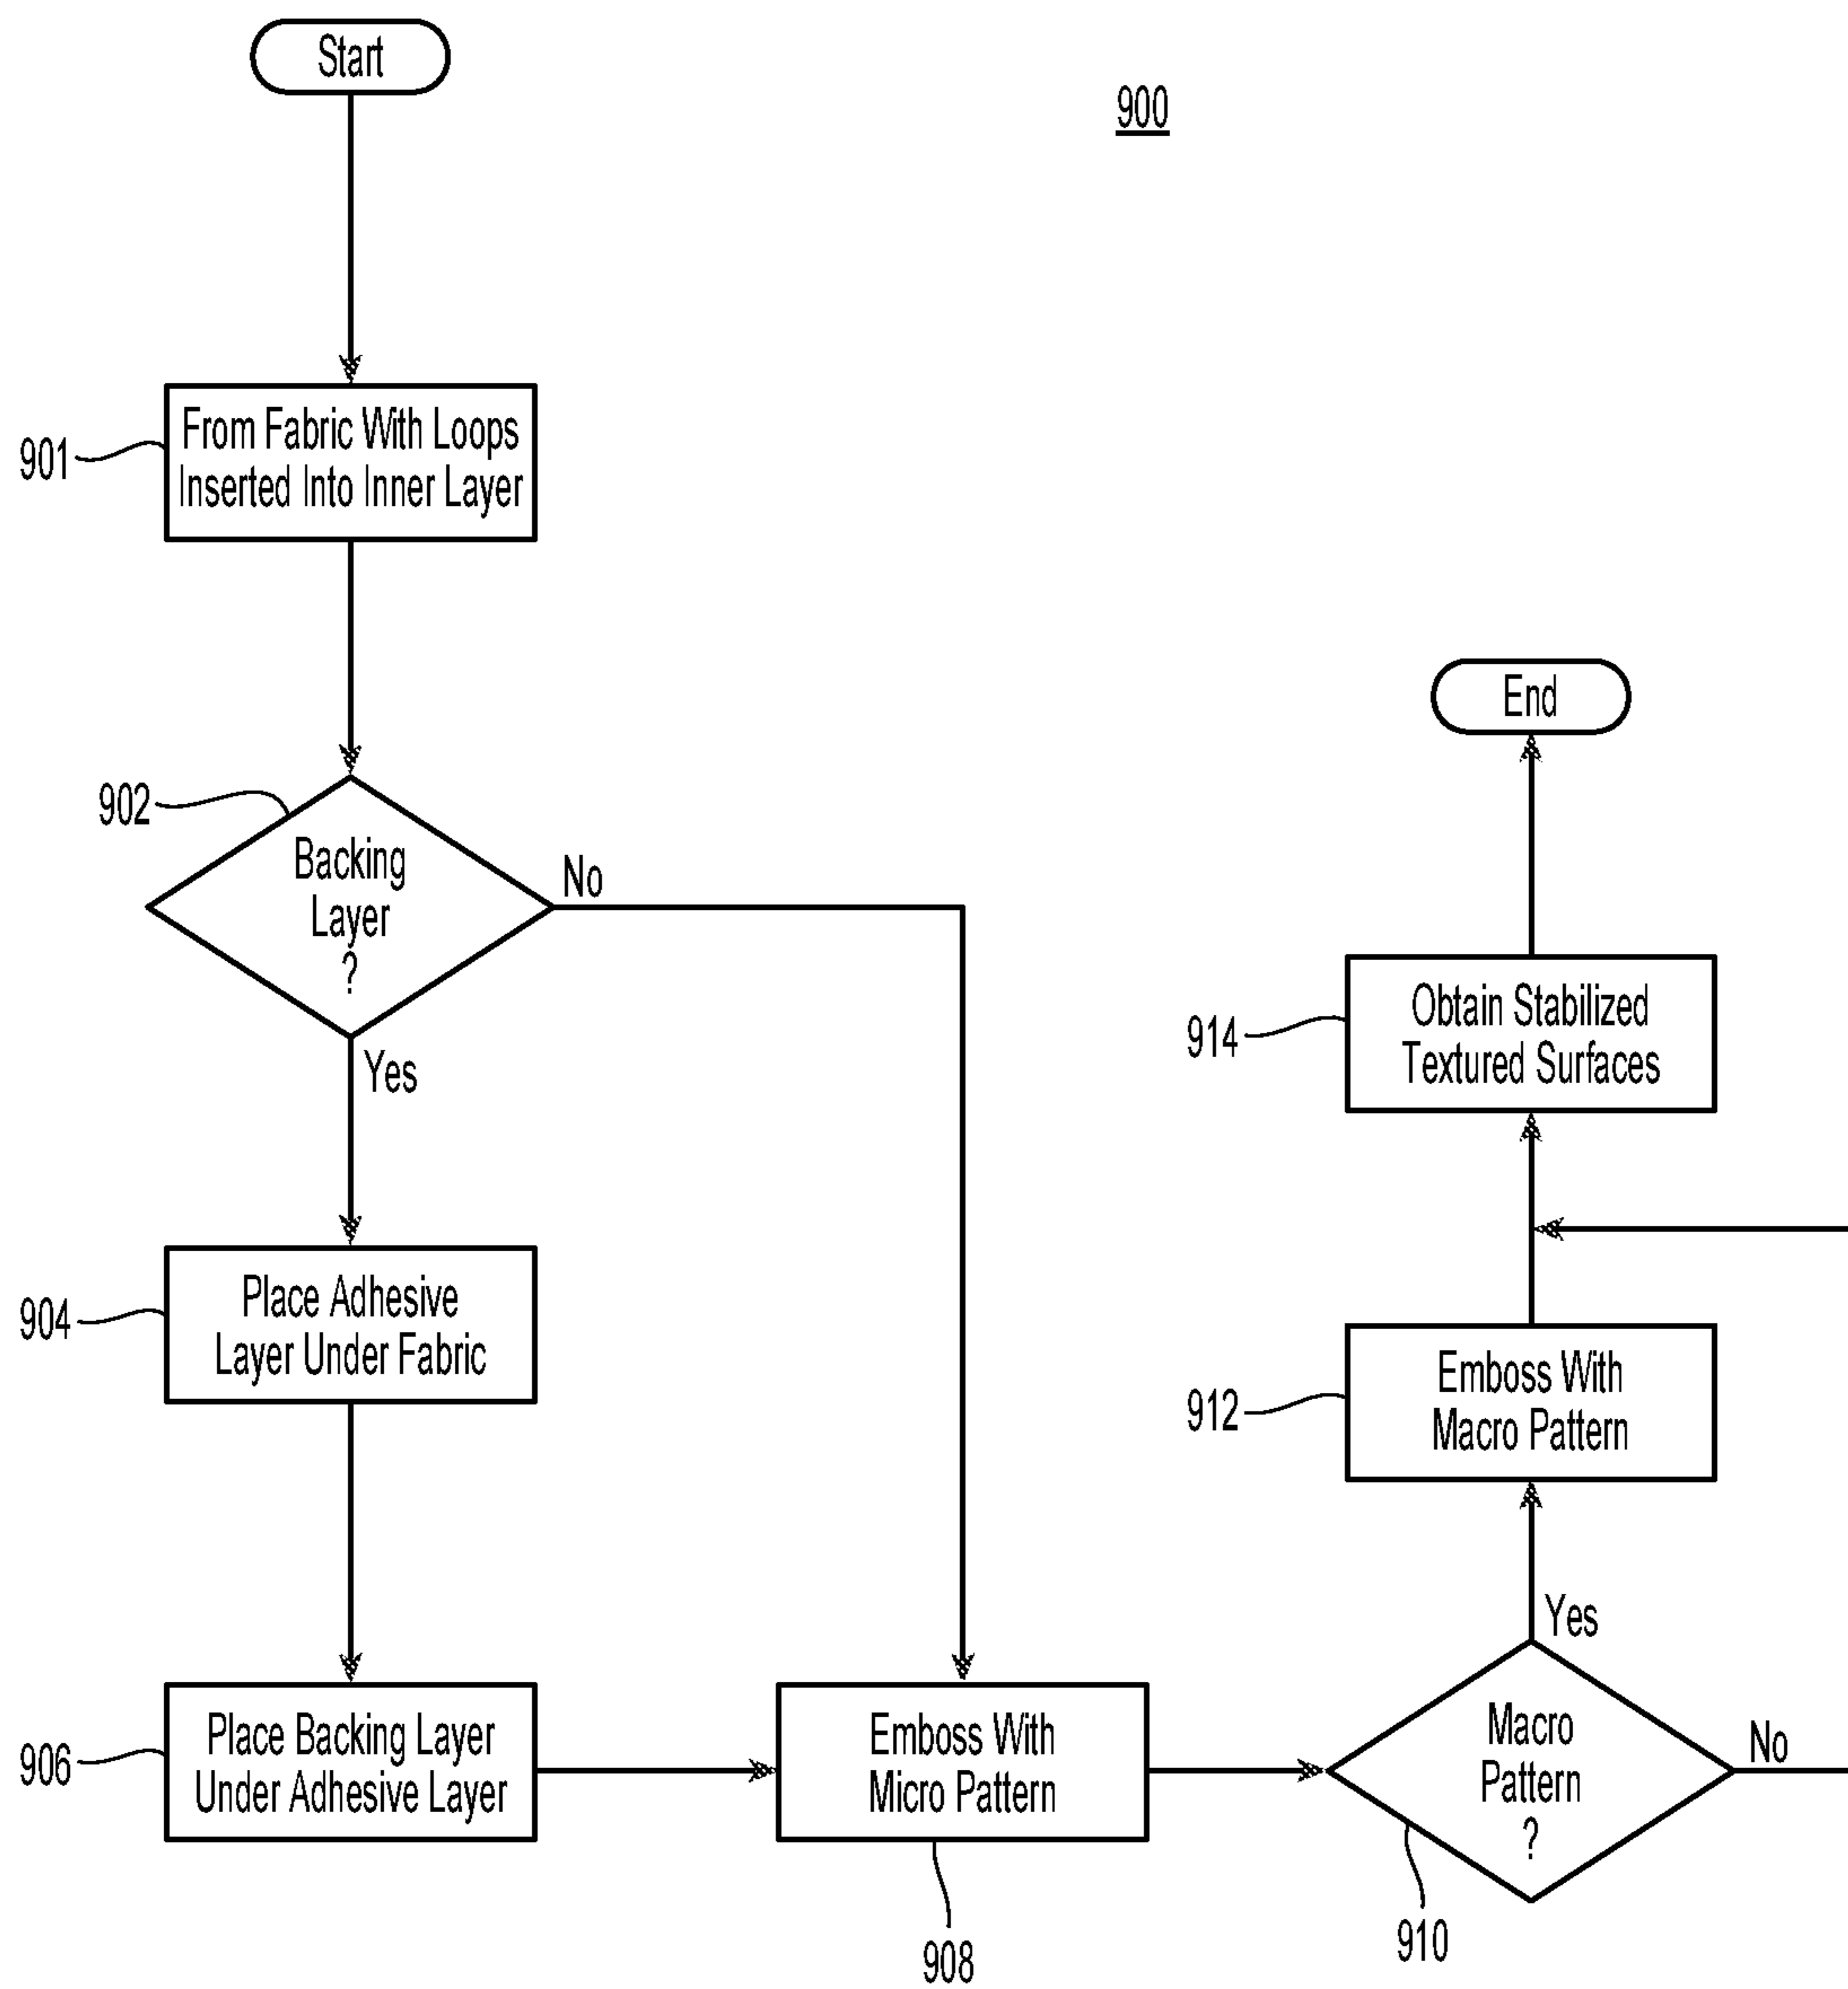 Start
900
901
From Fabric With Loops
Inserted Into Inner Layer
902
Backing
Layer
?
No
Yes
904
Place Adhesive
Layer Under Fabric
906
Place Backing Layer
Under Adhesive Layer
Emboss With
Micro Pattern
908
Macro
Pattern
?
910
No
Yes
912
Emboss With
Macro Pattern
914
Obtain Stabilized
Textured Surfaces
End